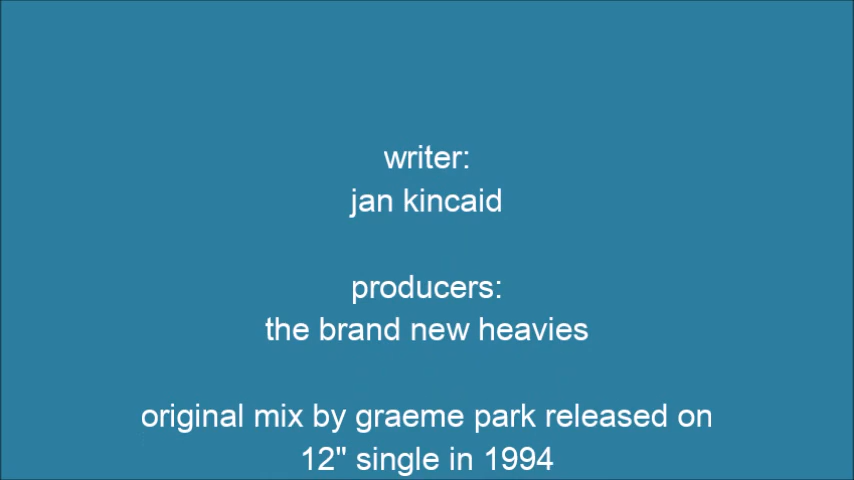 writer:
jan kincaid
producers:
the brand new heavies
original mix by graeme park released on
12" single in 1994